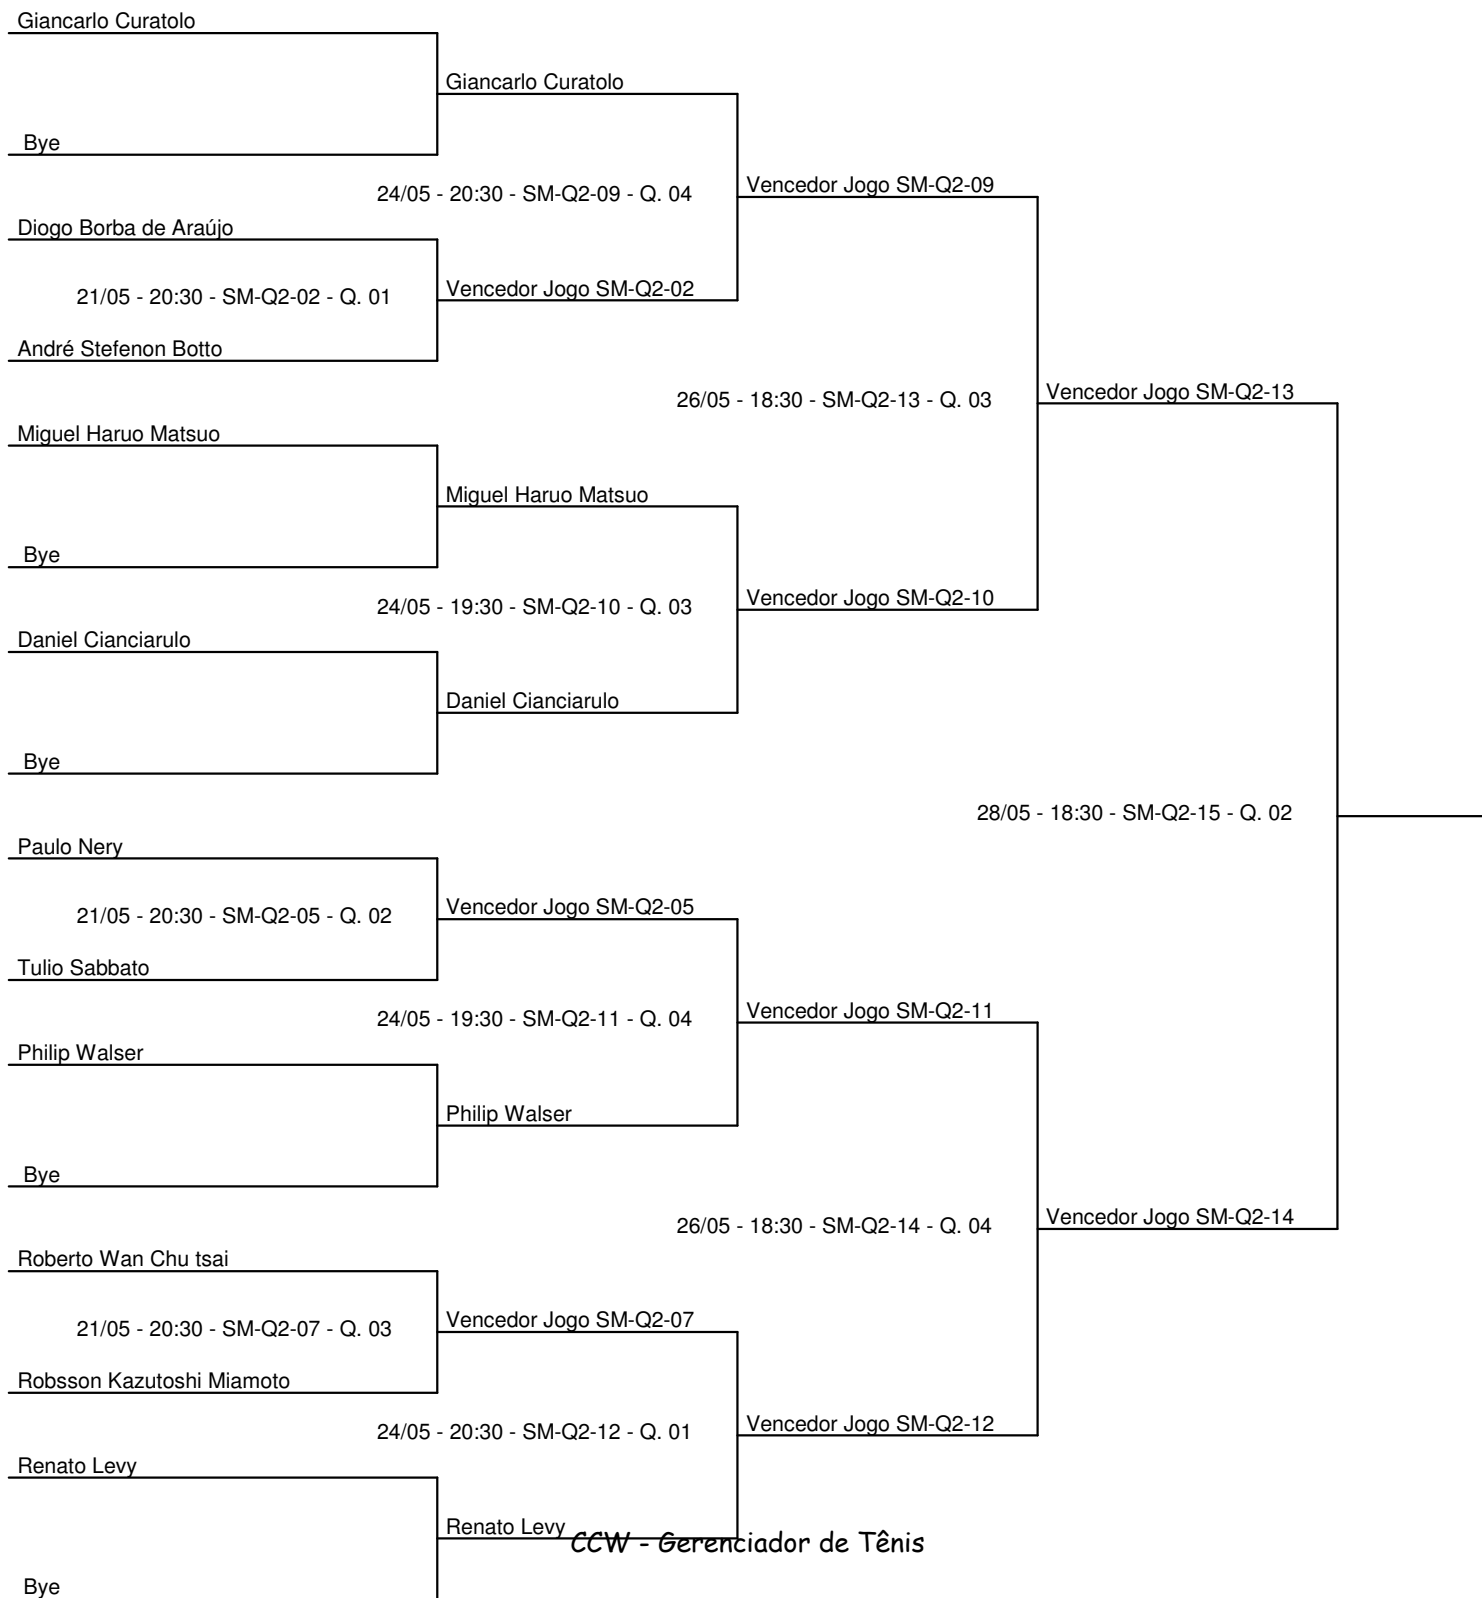 Giancarlo Curatolo
Giancarlo Curatolo
Bye
Vencedor Jogo SM-Q2-09
24/05 - 20:30 - SM-Q2-09 - Q. 04
Diogo Borba de Araújo
Vencedor Jogo SM-Q2-02
21/05 - 20:30 - SM-Q2-02 - Q. 01
André Stefenon Botto
Vencedor Jogo SM-Q2-13
26/05 - 18:30 - SM-Q2-13 - Q. 03
Miguel Haruo Matsuo
Miguel Haruo Matsuo
Bye
Vencedor Jogo SM-Q2-10
24/05 - 19:30 - SM-Q2-10 - Q. 03
Daniel Cianciarulo
Daniel Cianciarulo
Bye
28/05 - 18:30 - SM-Q2-15 - Q. 02
Paulo Nery
Vencedor Jogo SM-Q2-05
21/05 - 20:30 - SM-Q2-05 - Q. 02
Tulio Sabbato
Vencedor Jogo SM-Q2-11
24/05 - 19:30 - SM-Q2-11 - Q. 04
Philip Walser
Philip Walser
Bye
Vencedor Jogo SM-Q2-14
26/05 - 18:30 - SM-Q2-14 - Q. 04
Roberto Wan Chu tsai
Vencedor Jogo SM-Q2-07
21/05 - 20:30 - SM-Q2-07 - Q. 03
Robsson Kazutoshi Miamoto
Vencedor Jogo SM-Q2-12
24/05 - 20:30 - SM-Q2-12 - Q. 01
Renato Levy
Renato Levy
CCW - Gerenciador de Tênis
Bye